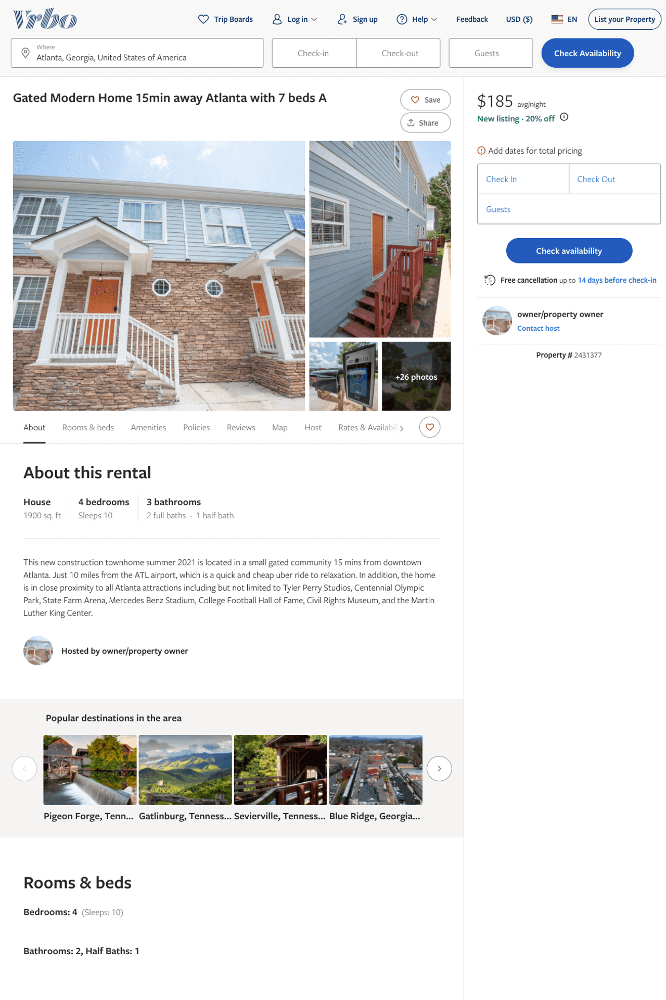 Vrbo
Trip Boards
Log in
Sign up
Help
Feedback
USD ($)
EN
List your Property
Where
Atlanta, Georgia, United States of America
Check-in
Check-out
Guests
Check Availability
Gated Modern Home 15min away Atlanta with 7 beds A
Save
Share
+26 photos
$185 avg/night
New listing · 20% off
Add dates for total pricing
Check In
Check Out
Guests
Check availability
Free cancellation up to 14 days before check-in
owner/property owner
Contact host
Property # 2431377
About
Rooms & beds
Amenities
Policies
Reviews
Map
Host
Rates & Availabili
About this rental
House
1900 sq. ft
4 bedrooms
Sleeps 10
3 bathrooms
2 full baths · 1 half bath
This new construction townhome summer 2021 is located in a small gated community 15 mins from downtown
Atlanta. Just 10 miles from the ATL airport, which is a quick and cheap uber ride to relaxation. In addition, the home
is in close proximity to all Atlanta attractions including but not limited to Tyler Perry Studios, Centennial Olympic
Park, State Farm Arena, Mercedes Benz Stadium, College Football Hall of Fame, Civil Rights Museum, and the Martin
Luther King Center.
Hosted by owner/property owner
Popular destinations in the area
Pigeon Forge, Tenn...
Gatlinburg, Tenness...
Sevierville, Tenness...
Blue Ridge, Georgia...
Rooms & beds
Bedrooms: 4 (Sleeps: 10)
Bathrooms: 2, Half Baths: 1